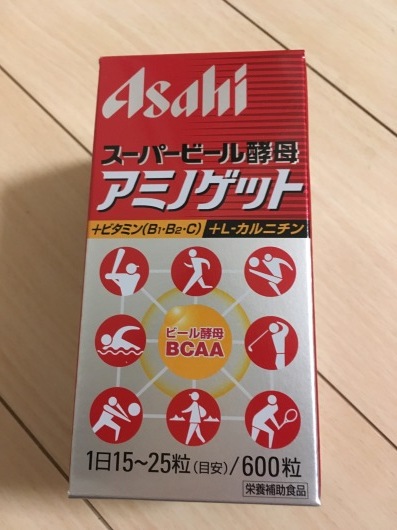 Asahi
スーパービール酵母
アミノゲット
+ビタミン(B1・B2・C) +L-カルニチン
ビール酵母
BCAA
1日15~25粒(目安)/600粒
栄養補助食品